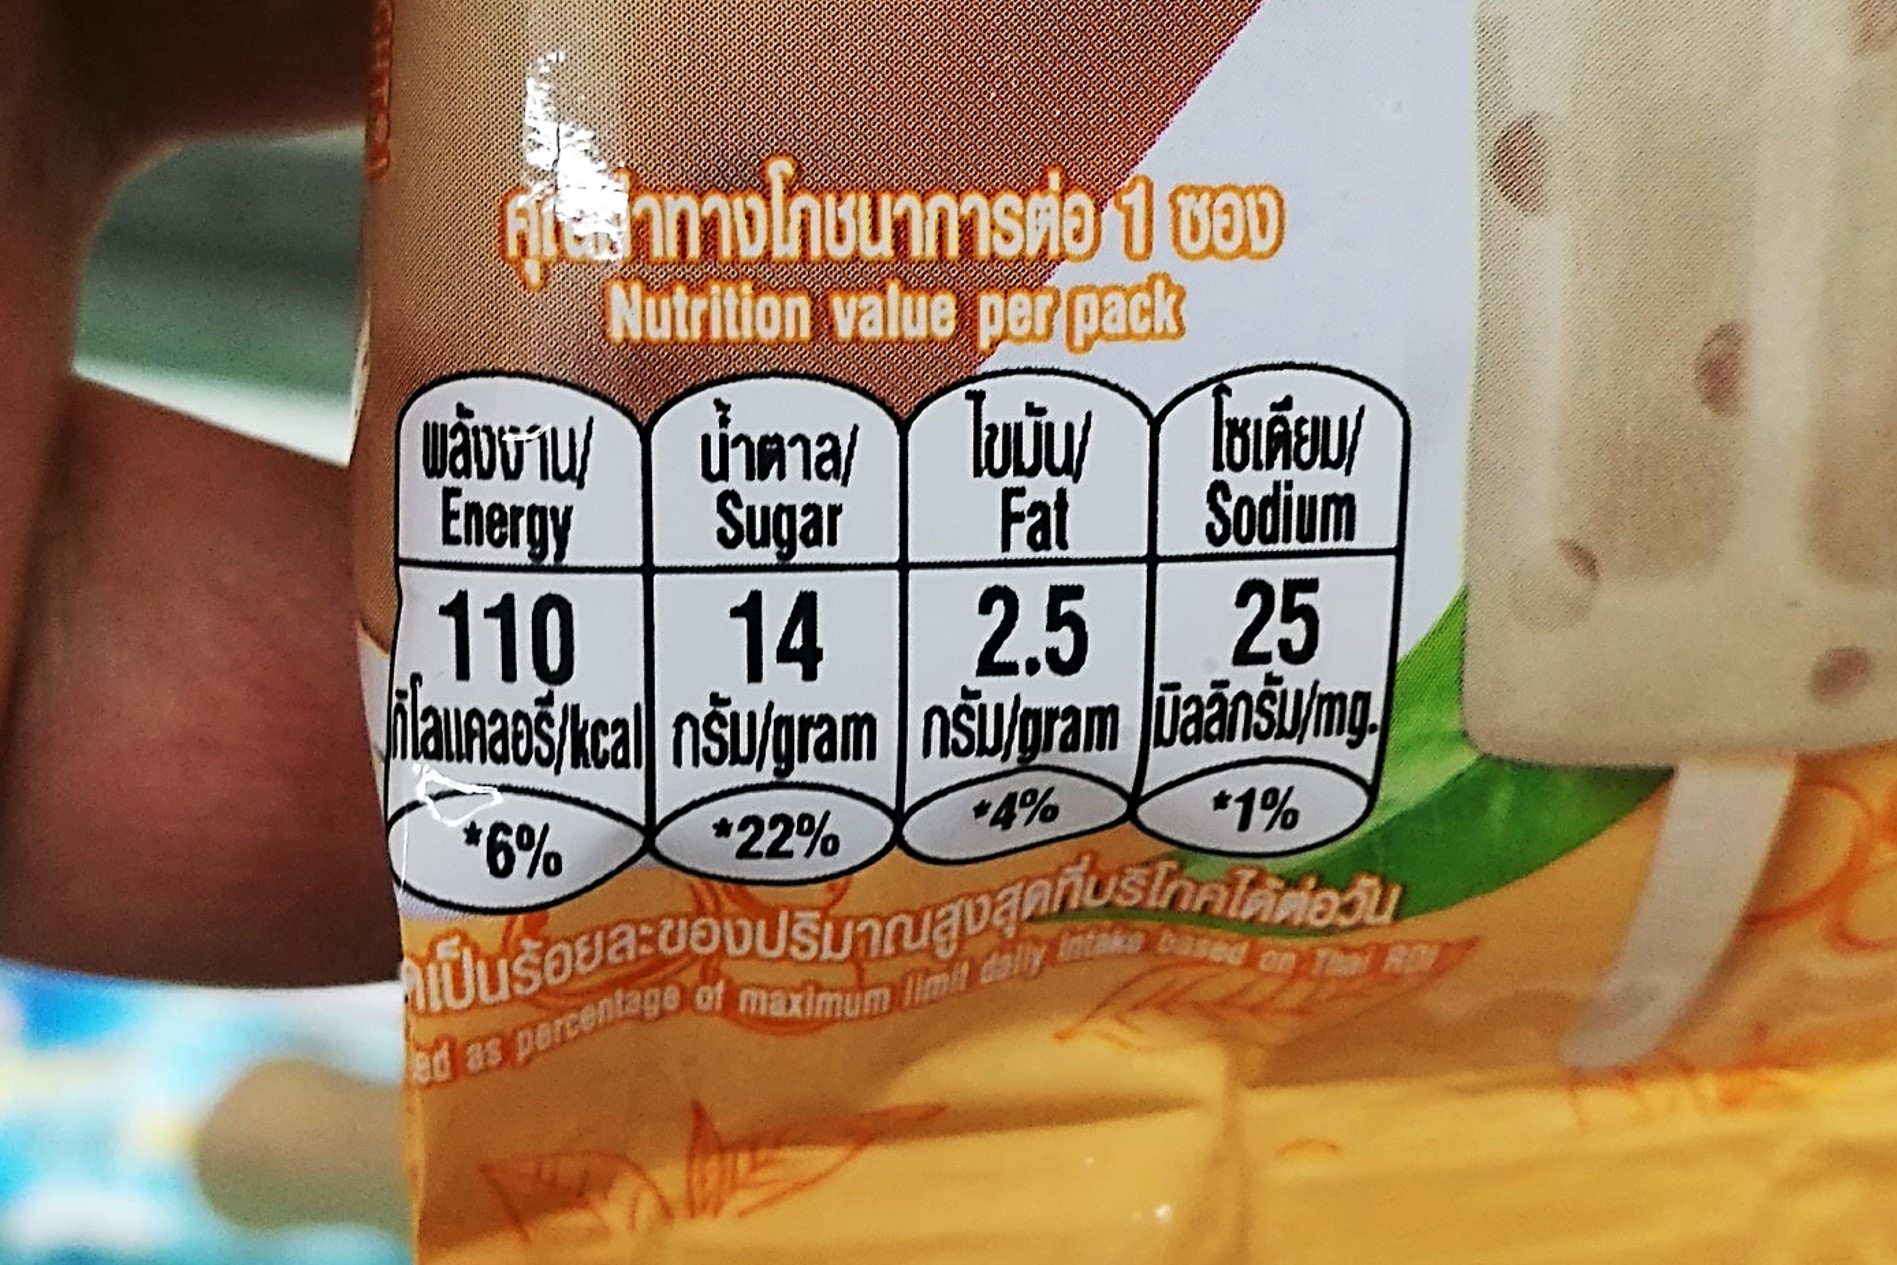 คุณค่าทางโภชนาการต่อ 1 ซอง
Nutrition value per pack
พลังงาน/
Energy
110
กิโลแคลอรี/kcal
*6%
น้ำตาล/
Sugar
14
กรัม/gram
*22%
ไขมัน/
Fat
2.5
กรัม/gram
*4%
โซเดียม/
Sodium
25
มิลลิกรัม/mg.
*1%
เป็นร้อยละของปริมาณสูงสุดที่บริโภคได้ต่อวัน
as percentage of maximum limit daily intake based on Thai RDI